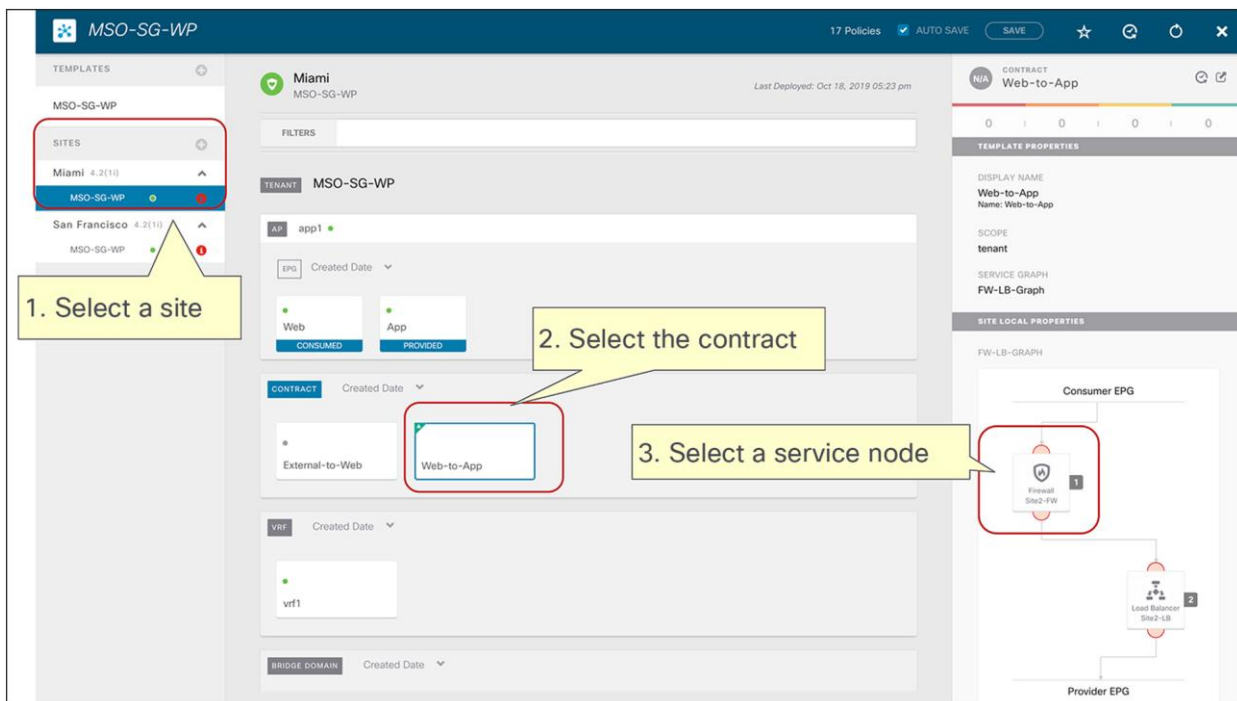 MSO-SG-WP
17 Policies
AUTO SAVE
SAVE
TEMPLATES
MSO-SG-WP
SITES
Miami 4.2(1i)
MSO-SG-WP
San Francisco 4.2(1i)
MSO-SG-WP
1. Select a site
Miami
MSO-SG-WP
Last Deployed: Oct 18, 2019 05:23 pm
FILTERS
TENANT MSO-SG-WP
AP app1
EPG Created Date
Web
CONSUMED
App
PROVIDED
2. Select the contract
CONTRACT Created Date
External-to-Web
Web-to-App
3. Select a service node
VRF Created Date
vrf1
BRIDGE DOMAIN Created Date
N/A
CONTRACT
Web-to-App
0 0 0 0
TEMPLATE PROPERTIES
DISPLAY NAME
Web-to-App
Name: Web-to-App
SCOPE
tenant
SERVICE GRAPH
FW-LB-Graph
SITE LOCAL PROPERTIES
FW-LB-GRAPH
Consumer EPG
Firewall
Site2-FW
1
Load Balancer
Site2-LB
2
Provider EPG